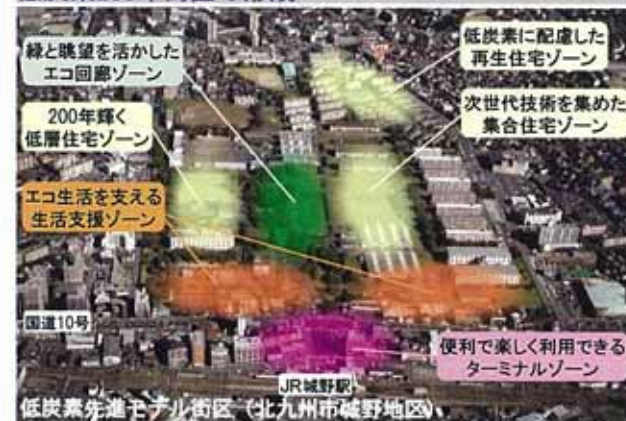 緑と眺望を活かした
エコ回廊ゾーン
低炭素に配慮した
再生住宅ゾーン
200年輝く
低層住宅ゾーン
次世代技術を集めた
集合住宅ゾーン
エコ生活を支える
生活支援ゾーン
国道10号
便利で楽しく利用できる
ターミナルゾーン
JR城野駅
低炭素先進モデル街区（北九州市城野地区）